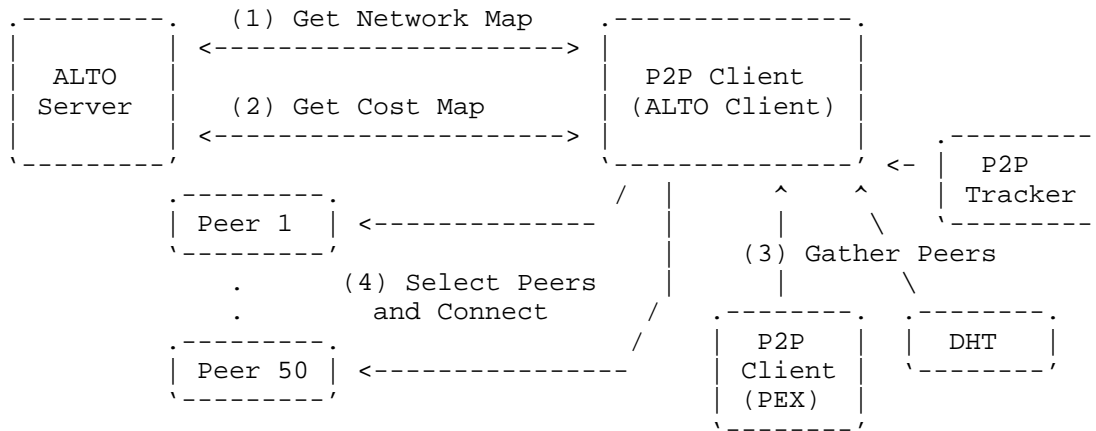 (1) Get Network Map
ALTO
Server
P2P Client
(ALTO Client)
(2) Get Cost Map
P2P
Tracker
Peer 1
(3) Gather Peers
(4) Select Peers
and Connect
Peer 50
P2P
Client
(PEX)
DHT